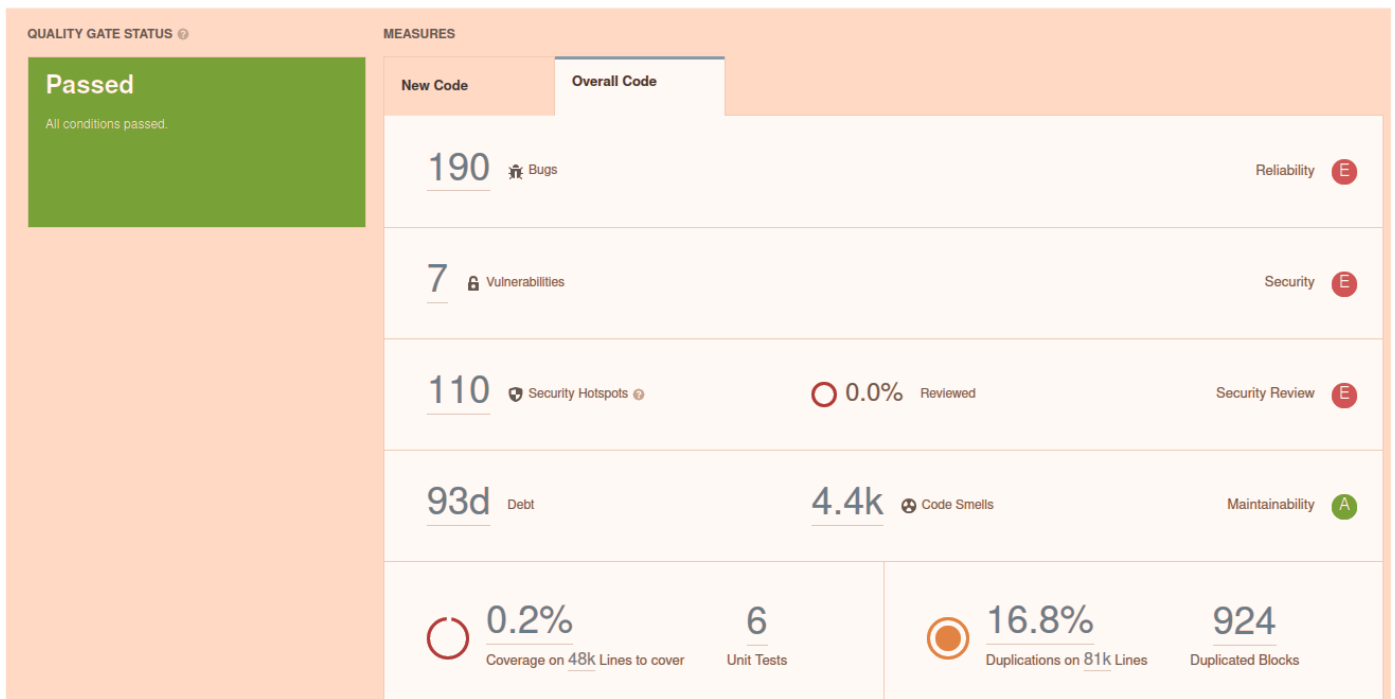 QUALITY GATE STATUS ?
MEASURES
Passed
All conditions passed.
New Code
Overall Code
190 Bugs
Reliability E
7 Vulnerabilities
Security E
110 Security Hotspots ?
0.0% Reviewed
Security Review E
93d Debt
4.4k Code Smells
Maintainability A
0.2%
Coverage on 48k Lines to cover
6
Unit Tests
16.8%
Duplications on 81k Lines
924
Duplicated Blocks